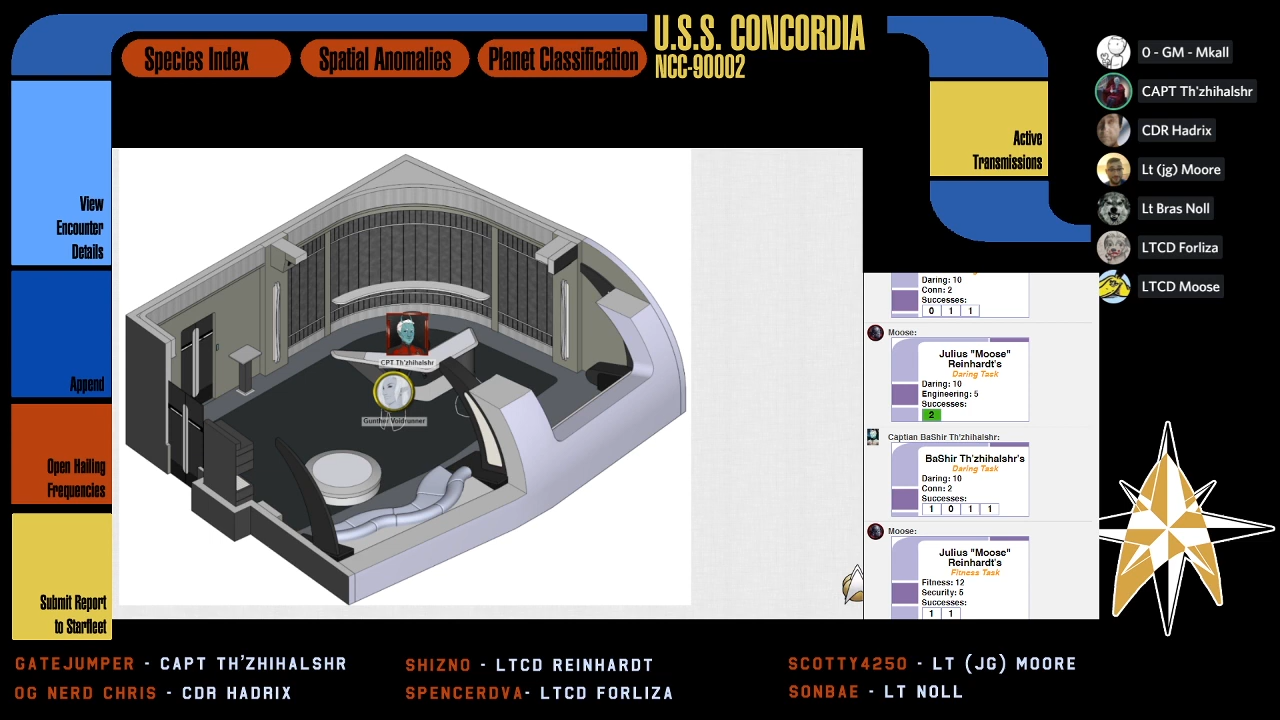 Species Index
Spatial Anomalies
Planet Classification
U.S.S. CONCORDIA
NCC-90002
View
Encounter
Details
Append
Open Hailing
Frequencies
Submit Report
to Starfleet
CPT Th'zhihalshr
Gunther Voidrunner
Active
Transmissions
Daring: 10
Conn: 2
Successes:
0 1 1
Moose:
Julius "Moose"
Reinhardt's
Daring Task
Daring: 10
Engineering: 5
Successes:
2
Captian BaShir Th'zhihalshr:
BaShir Th'zhihalshr's
Daring Task
Daring: 10
Conn: 2
Successes:
1 0 1 1
Moose:
Julius "Moose"
Reinhardt's
Fitness Task
Fitness: 12
Security: 5
Successes:
1 1
0 - GM - Mkall
CAPT Th'zhihalshr
CDR Hadrix
Lt (jg) Moore
Lt Bras Noll
LTCD Forliza
LTCD Moose
GATEJUMPER - CAPT TH'ZHIHALSHR
OG NERD CHRIS - CDR HADRIX
SHIZNO - LTCD REINHARDT
SPENCERDVA- LTCD FORLIZA
SCOTTY4250 - LT (JG) MOORE
SONBAE - LT NOLL